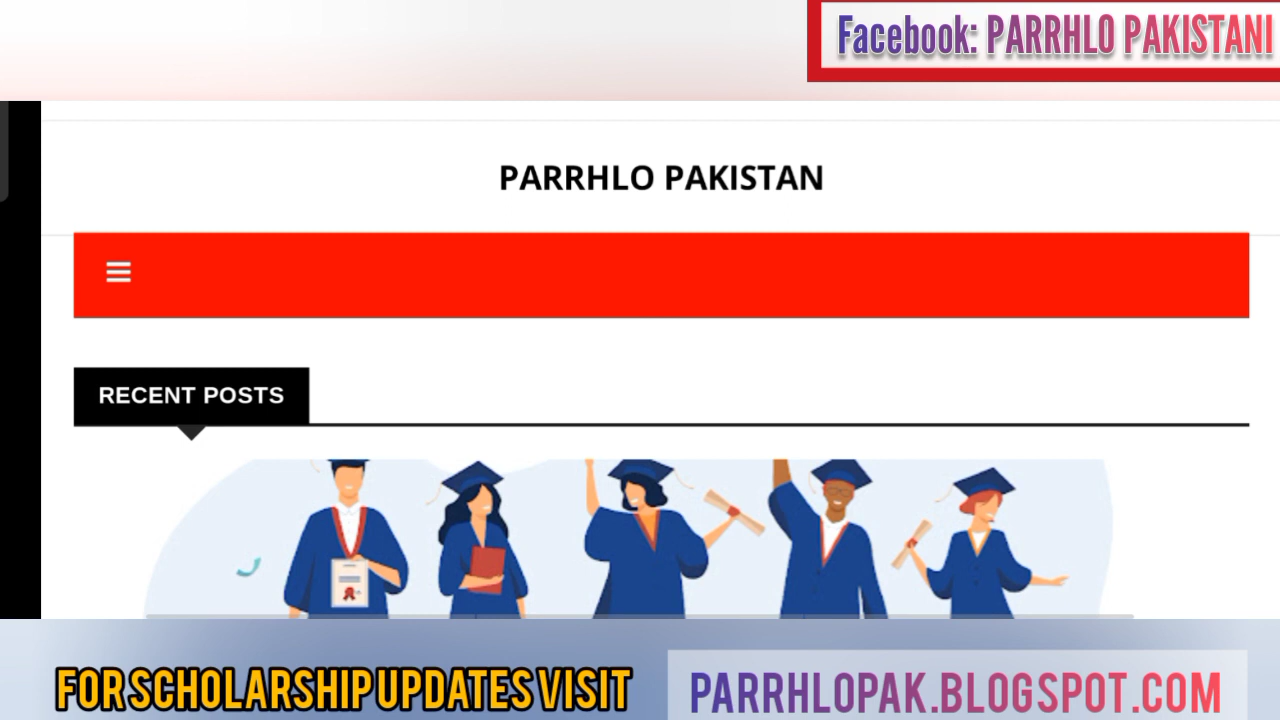 Facebook: PARRHLO PAKISTANI
PARRHLO PAKISTAN
RECENT POSTS
FOR SCHOLARSHIP UPDATES VISIT
PARRHLOPAK.BLOGSPOT.COM